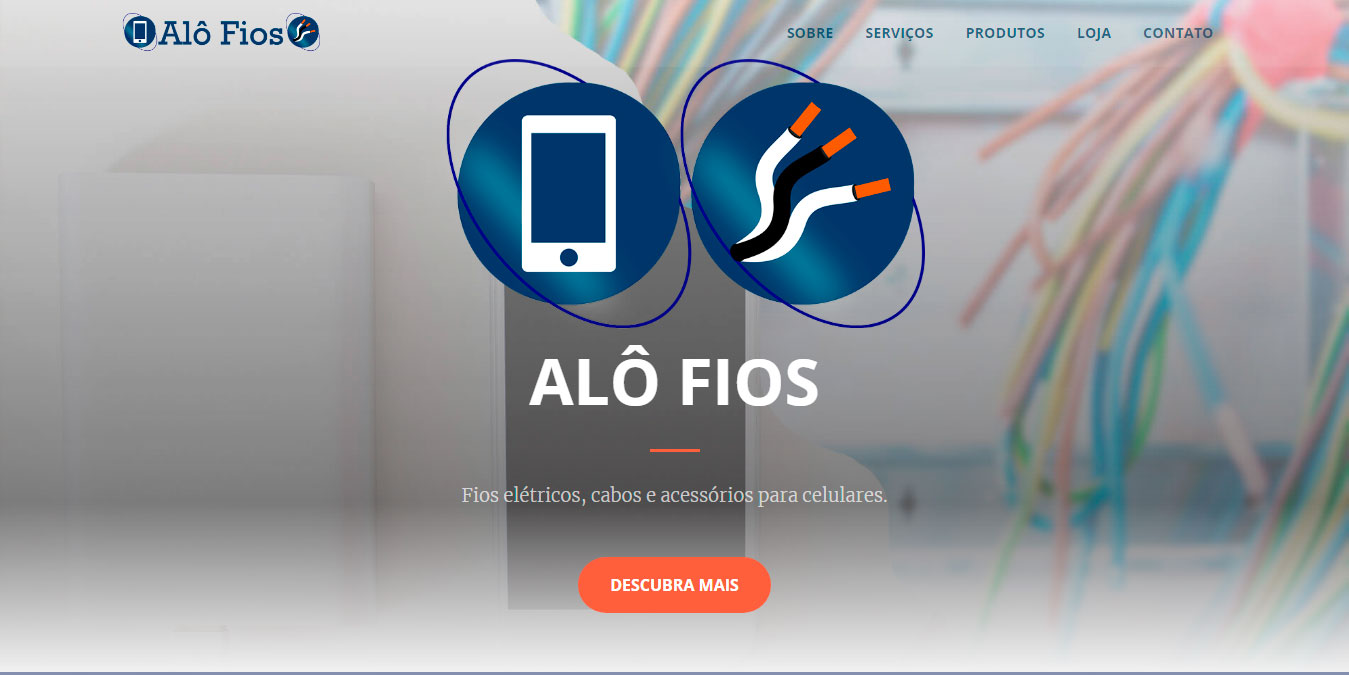 Alô Fios
SOBRE SERVIÇOS PRODUTOS LOJA CONTATO
ALÔ FIOS
Fios elétricos, cabos e acessórios para celulares.
DESCUBRA MAIS